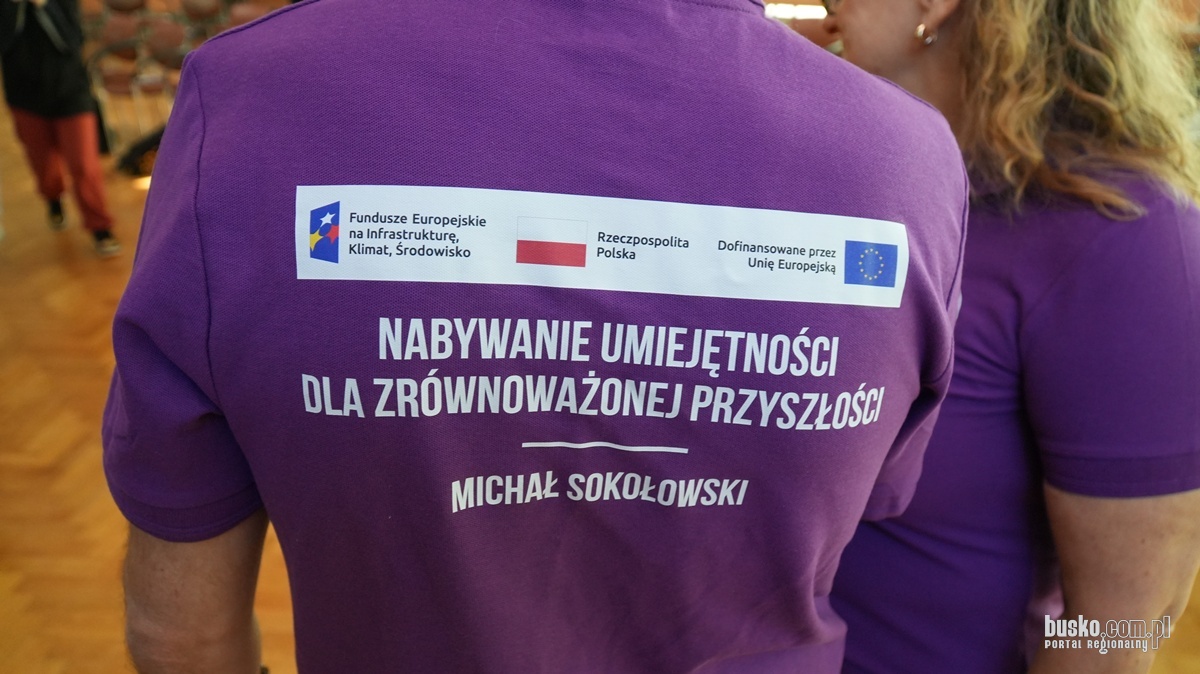 Fundusze Europejskie
na Infrastrukturę,
Klimat, Środowisko
Rzeczpospolita
Polska
Dofinansowane przez
Unię Europejską
NABYWANIE UMIEJĘTNOŚCI
DLA ZRÓWNOWAŻONEJ PRZYSZŁOŚCI
MICHAŁ SOKOŁOWSKI
busko.com.pl
PORTAL REGIONALNY